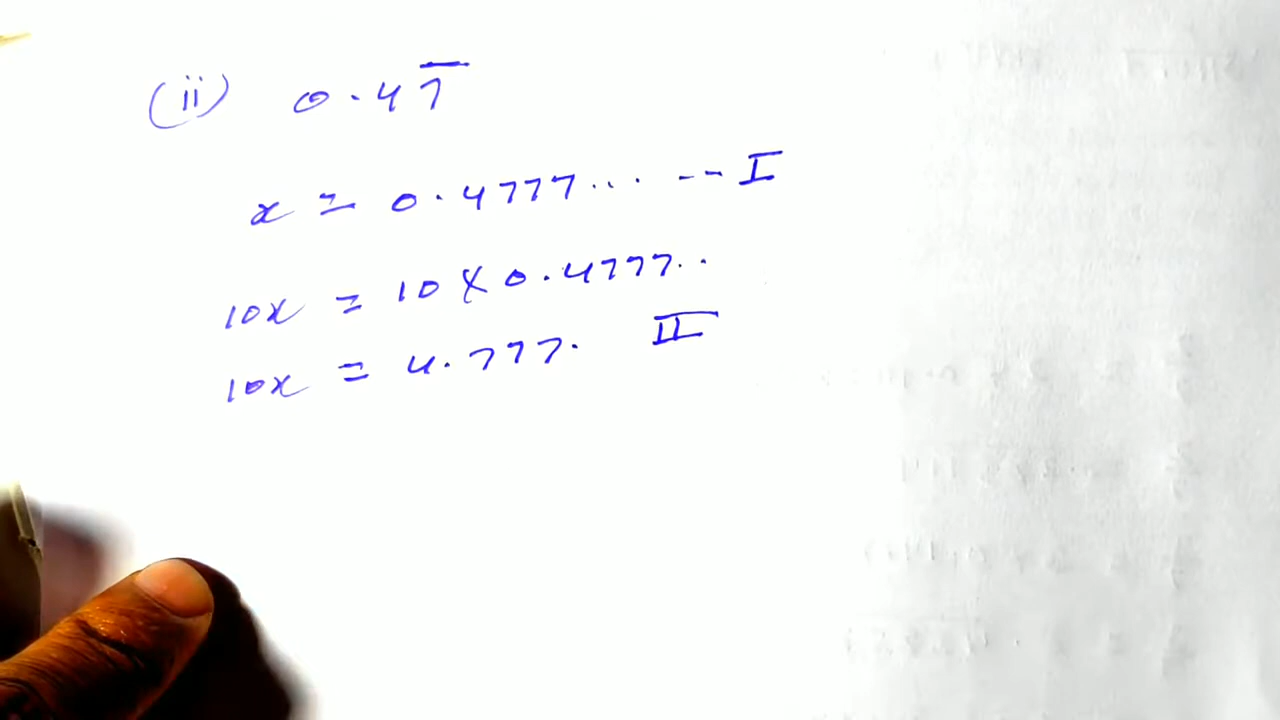 (ii) 0.47̅
x = 0.4777... -- I
10x = 10 X 0.4777..
10x = 4.777. II